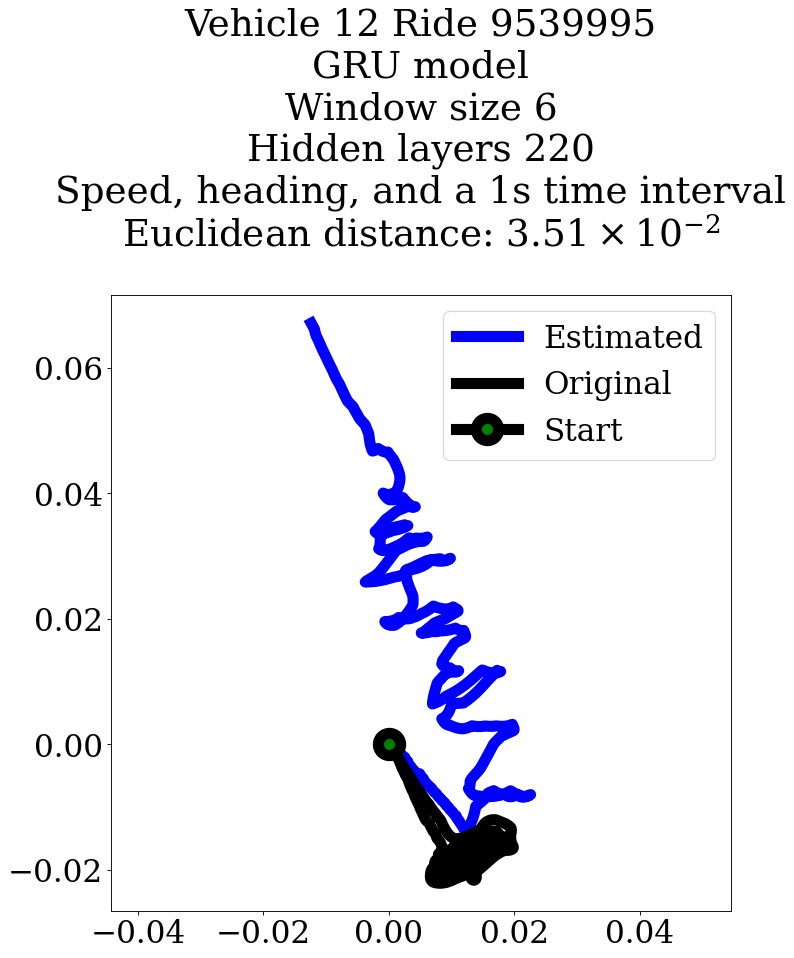 Vehicle 12 Ride 9539995
GRU model
Window size 6
Hidden layers 220
Speed, heading, and a 1s time interval
Euclidean distance: 3.51 × 10⁻²
Estimated
Original
Start
0.06
0.04
0.02
0.00
−0.02
−0.04 −0.02 0.00 0.02 0.04